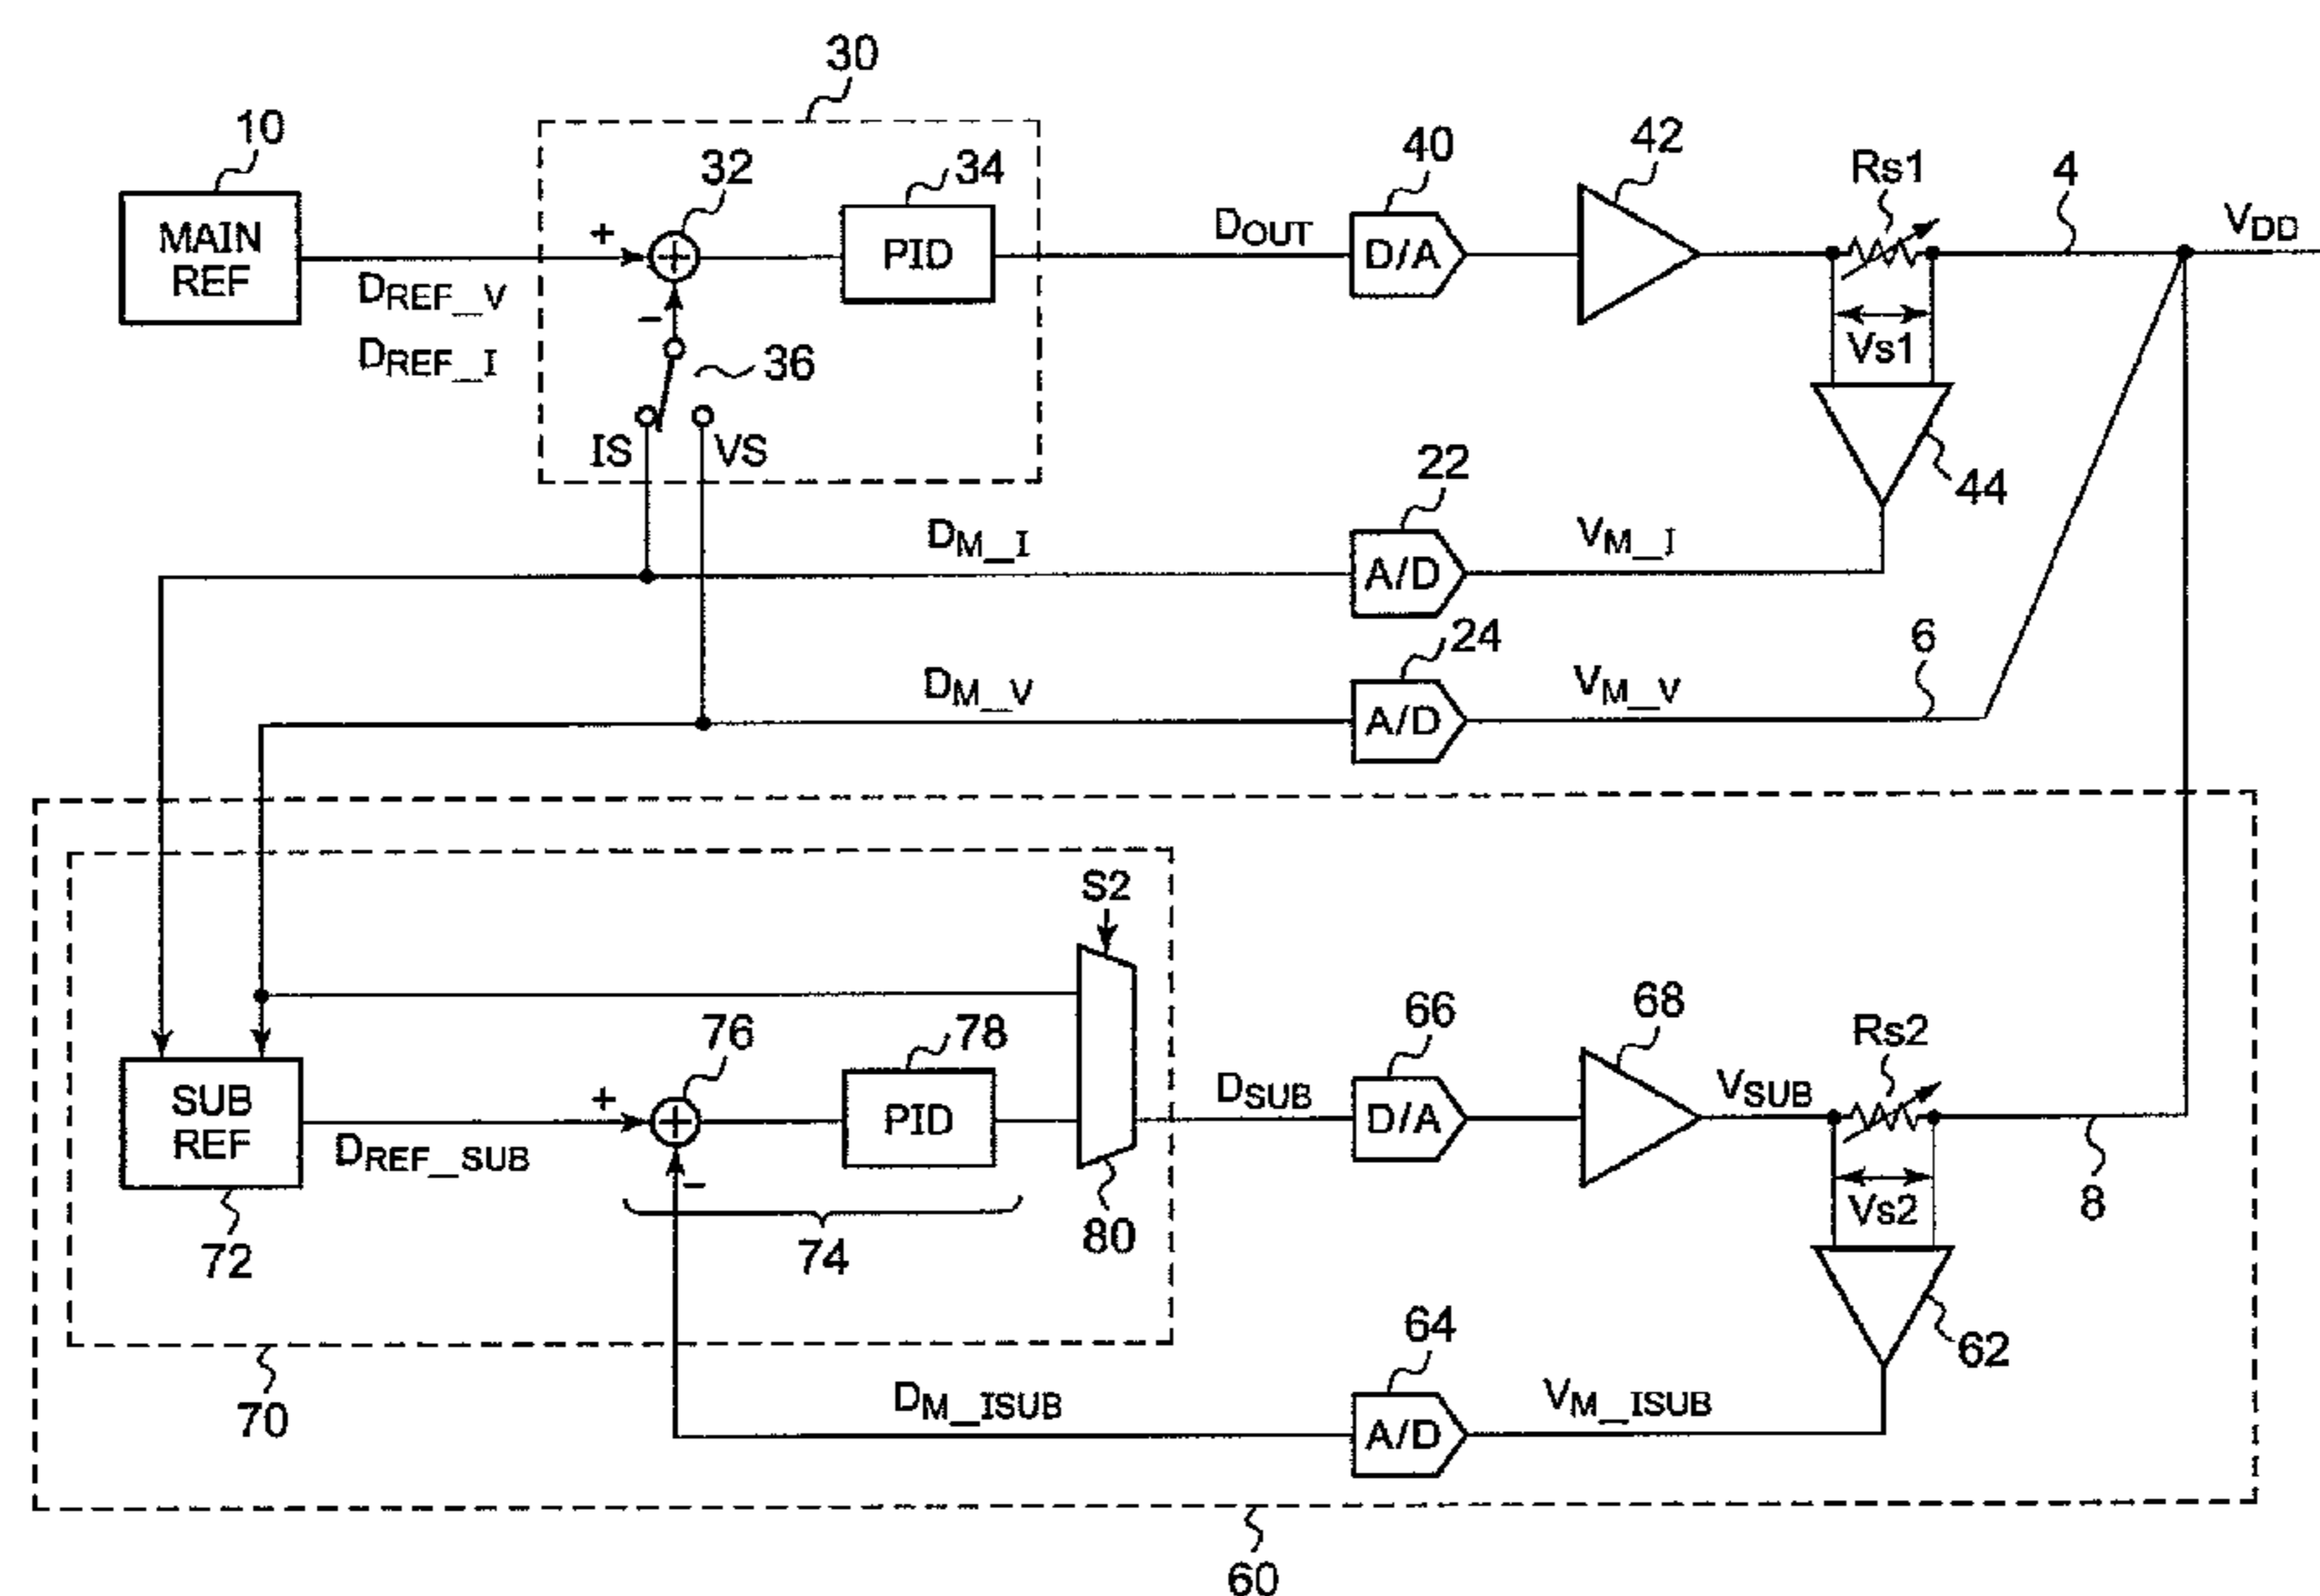 30
10
32
34
40
42
Rs1
4
MAIN REF
+
PID
DOUT
D/A
VDD
DREF_V
DREF_I
−
36
Vs1
IS
VS
22
44
DM_I
A/D
VM_I
24
6
DM_V
A/D
VM_V
S2
76
78
66
68
Rs2
SUB REF
+
PID
DSUB
D/A
VSUB
DREF_SUB
−
80
Vs2
8
72
74
64
62
70
DM_ISUB
A/D
VM_ISUB
60